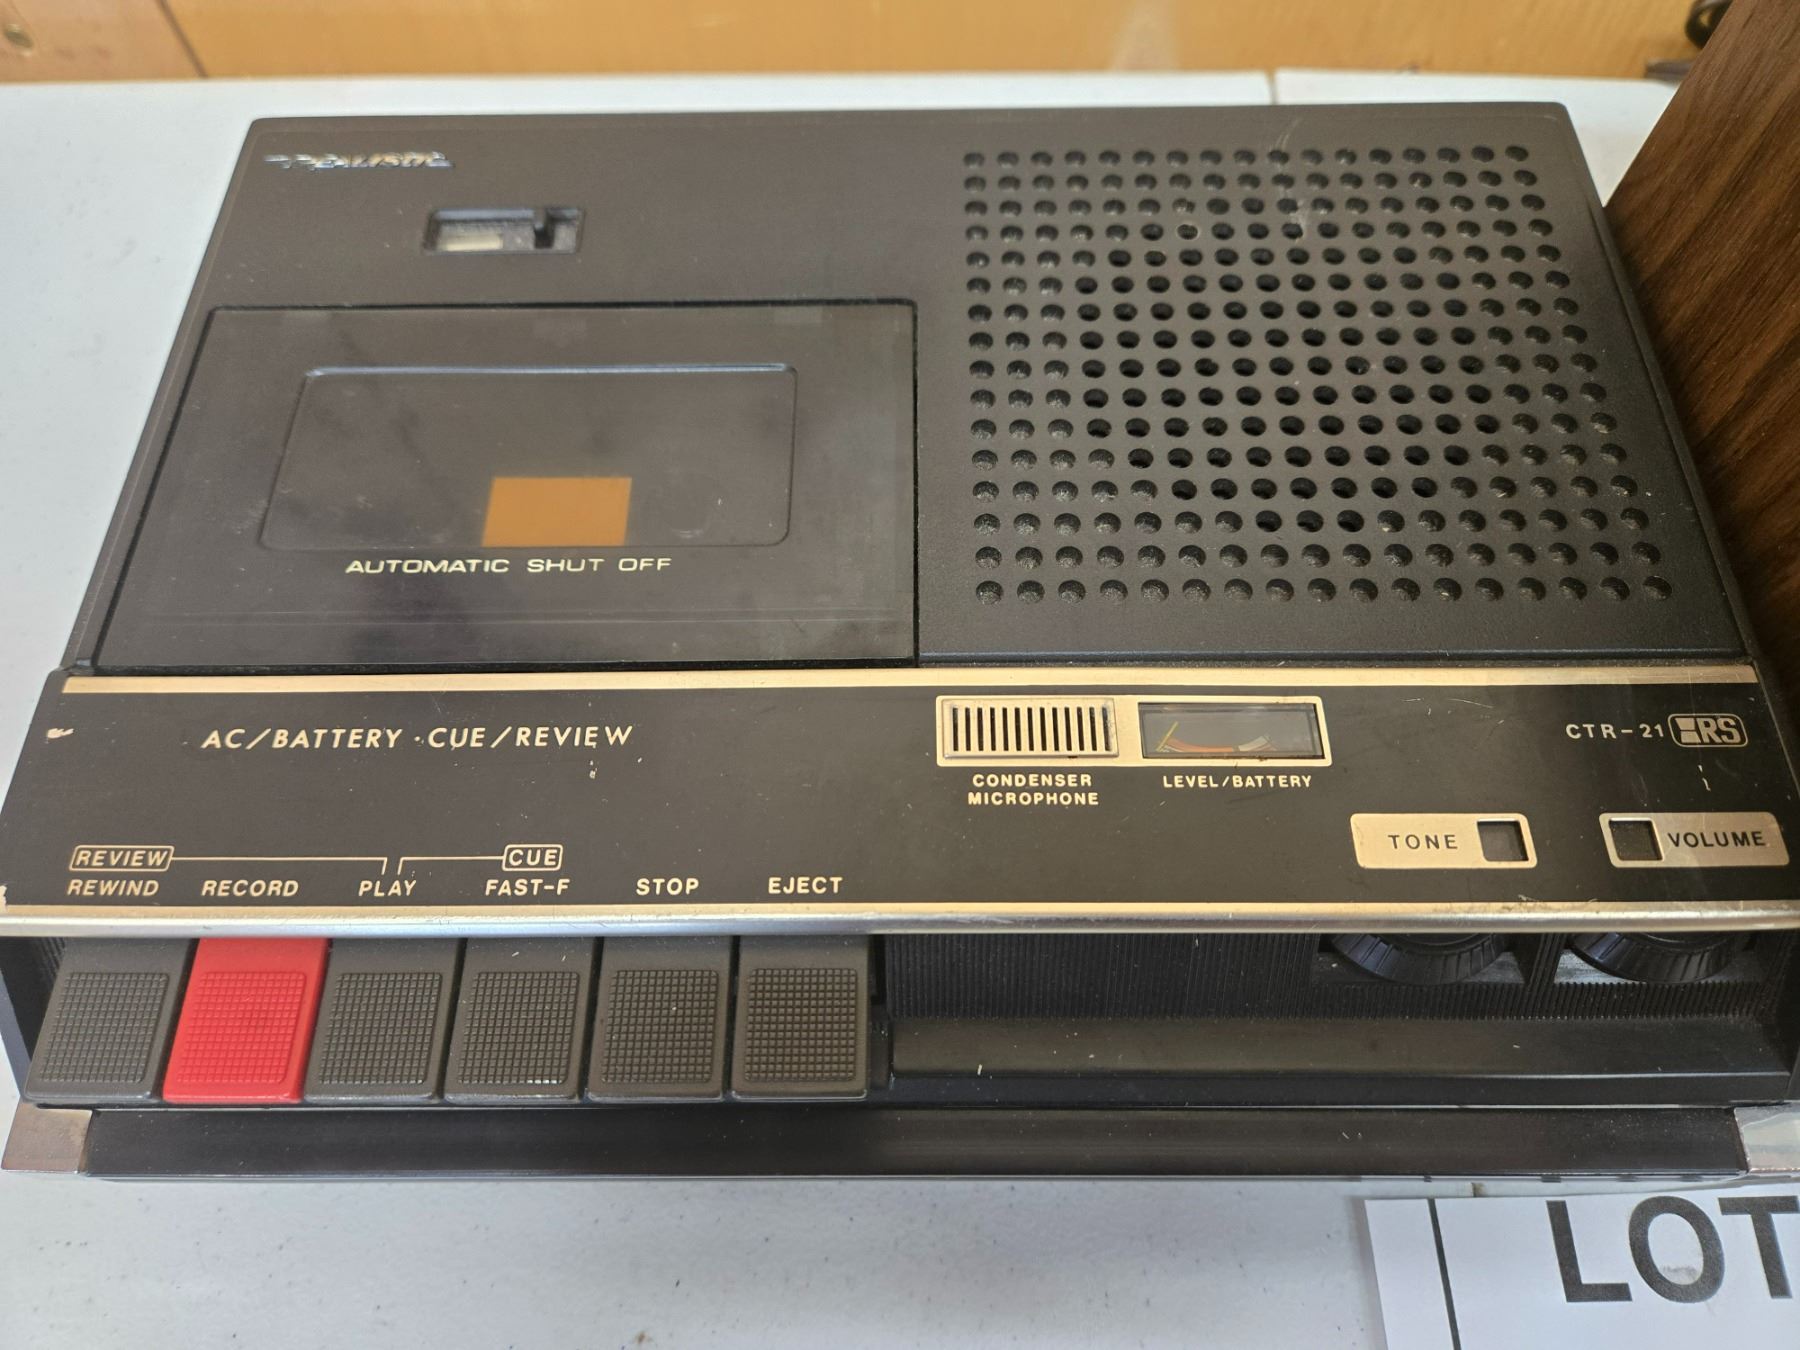 REALISTIC
AUTOMATIC SHUT OFF
AC/BATTERY · CUE/REVIEW
CONDENSER
MICROPHONE
LEVEL/BATTERY
CTR-21 RS
TONE
VOLUME
REVIEW
CUE
REWIND RECORD PLAY FAST-F STOP EJECT
LOT